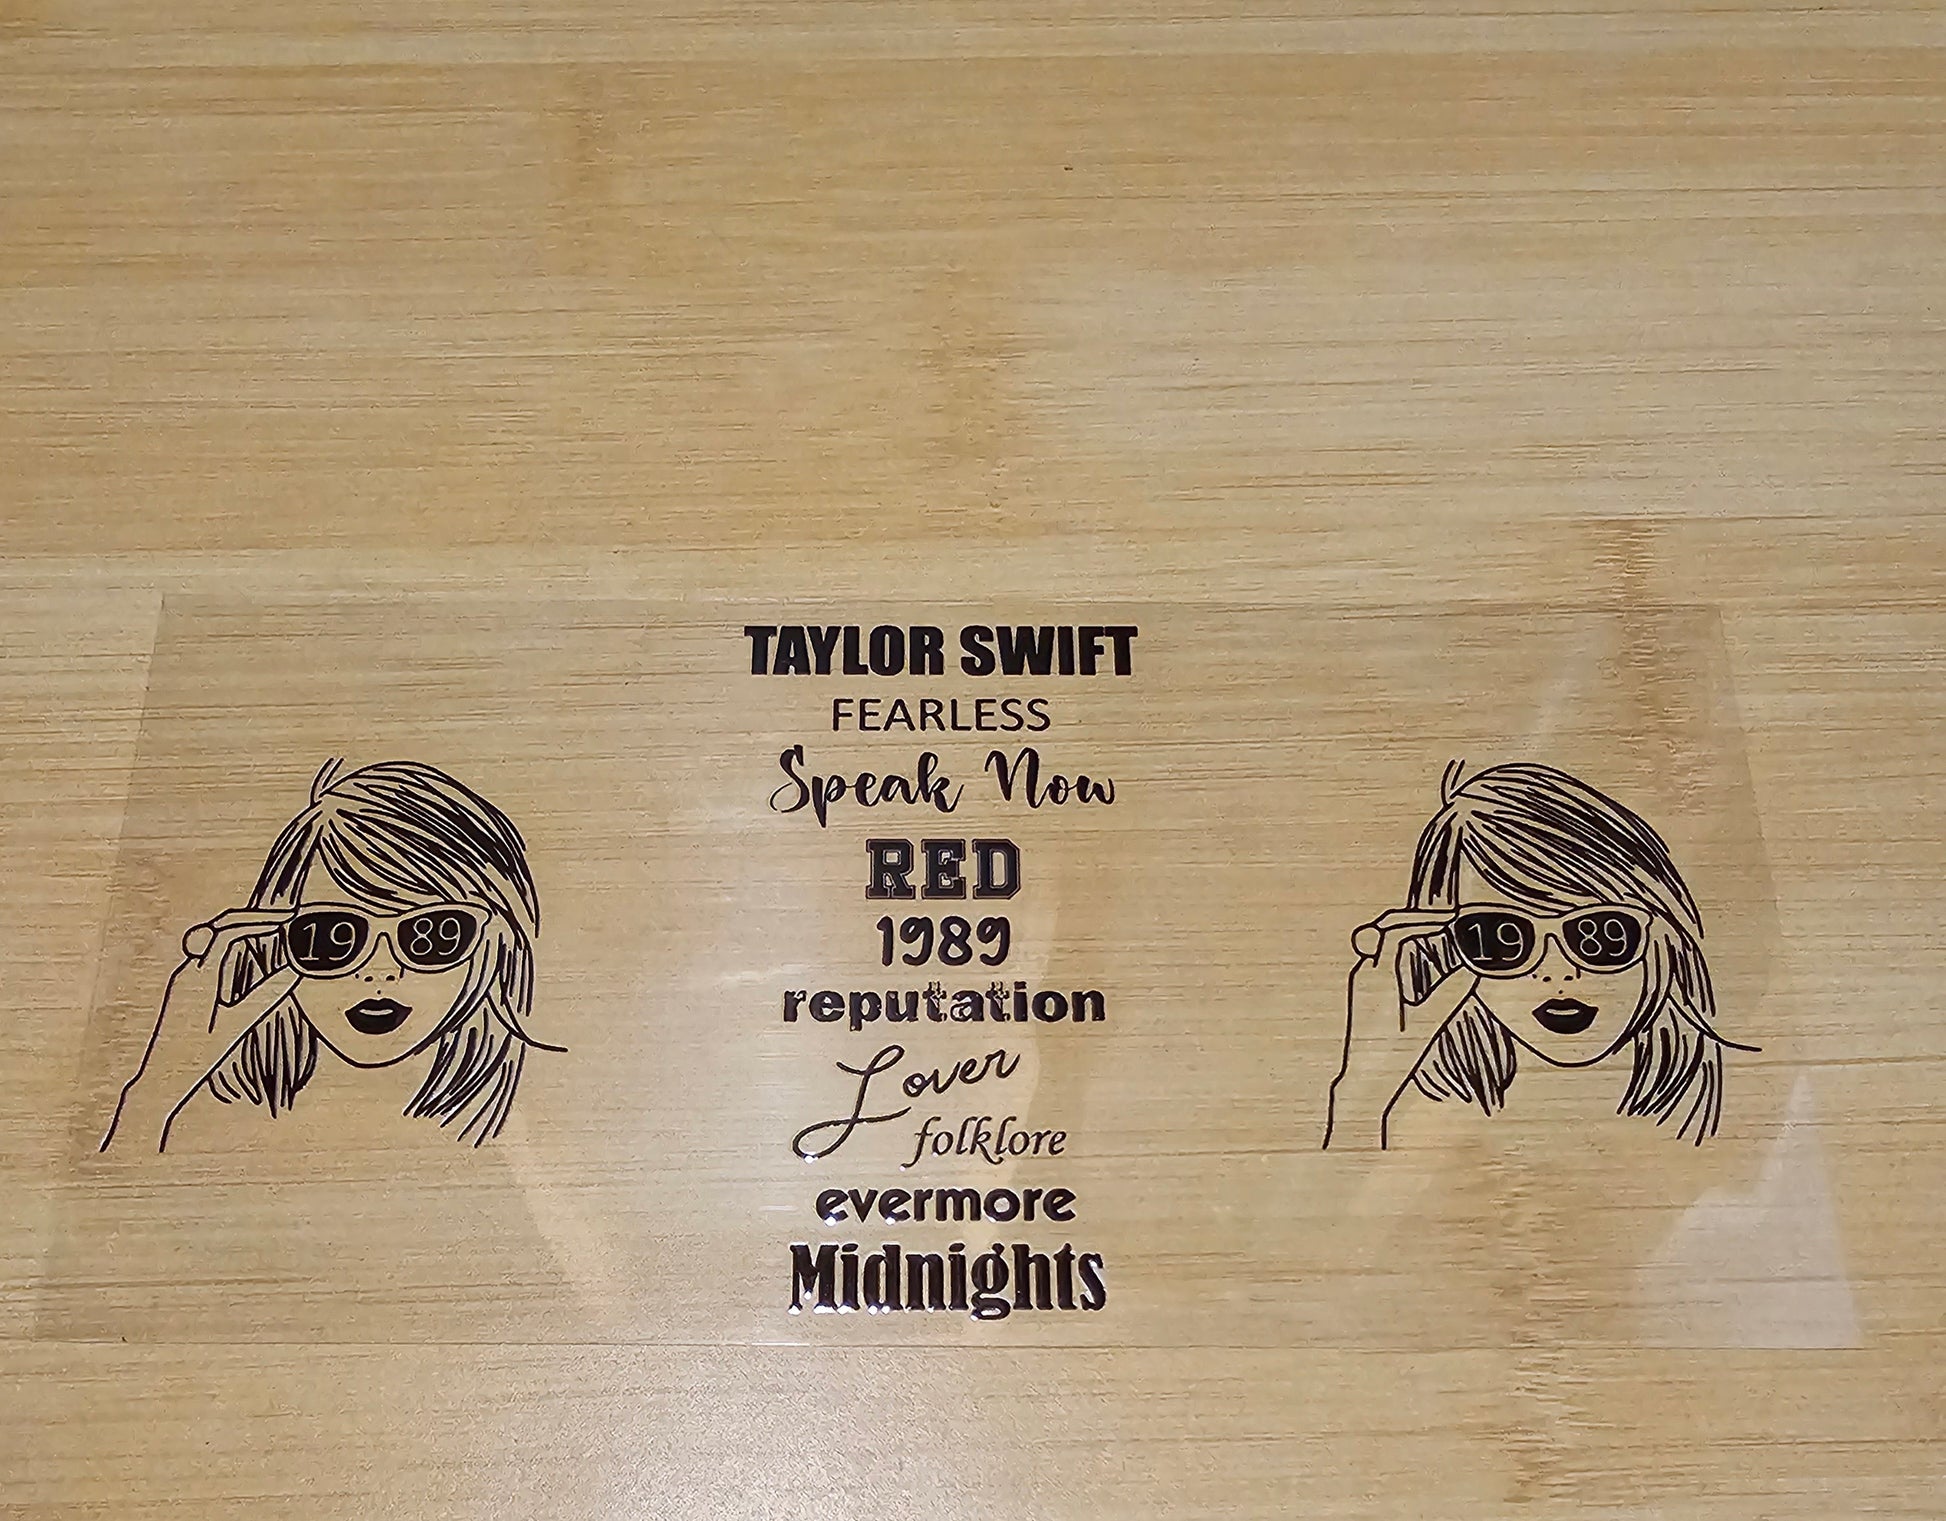 TAYLOR SWIFT
FEARLESS
Speak Now
RED
1989
reputation
Lover
folklore
evermore
Midnights
19 89
19 89